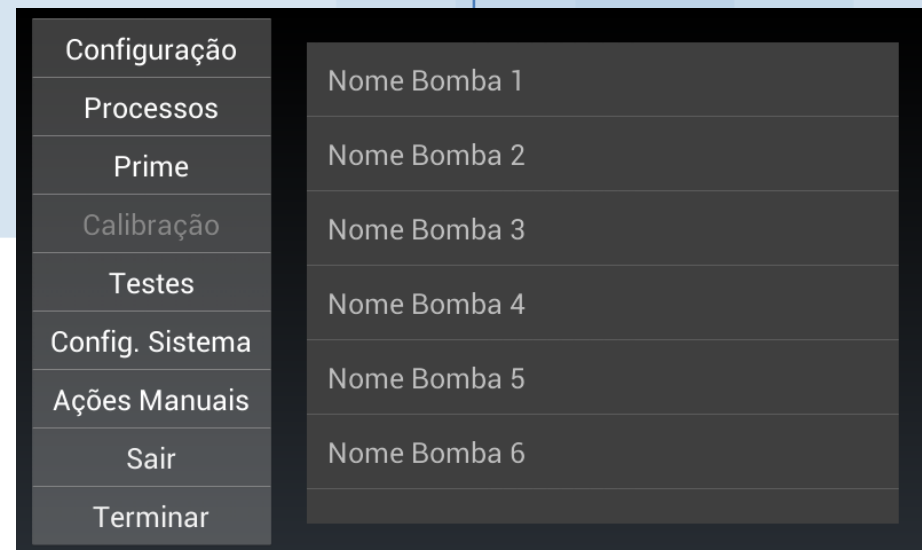 Configuração
Processos
Prime
Calibração
Testes
Config. Sistema
Ações Manuais
Sair
Terminar
Nome Bomba 1
Nome Bomba 2
Nome Bomba 3
Nome Bomba 4
Nome Bomba 5
Nome Bomba 6